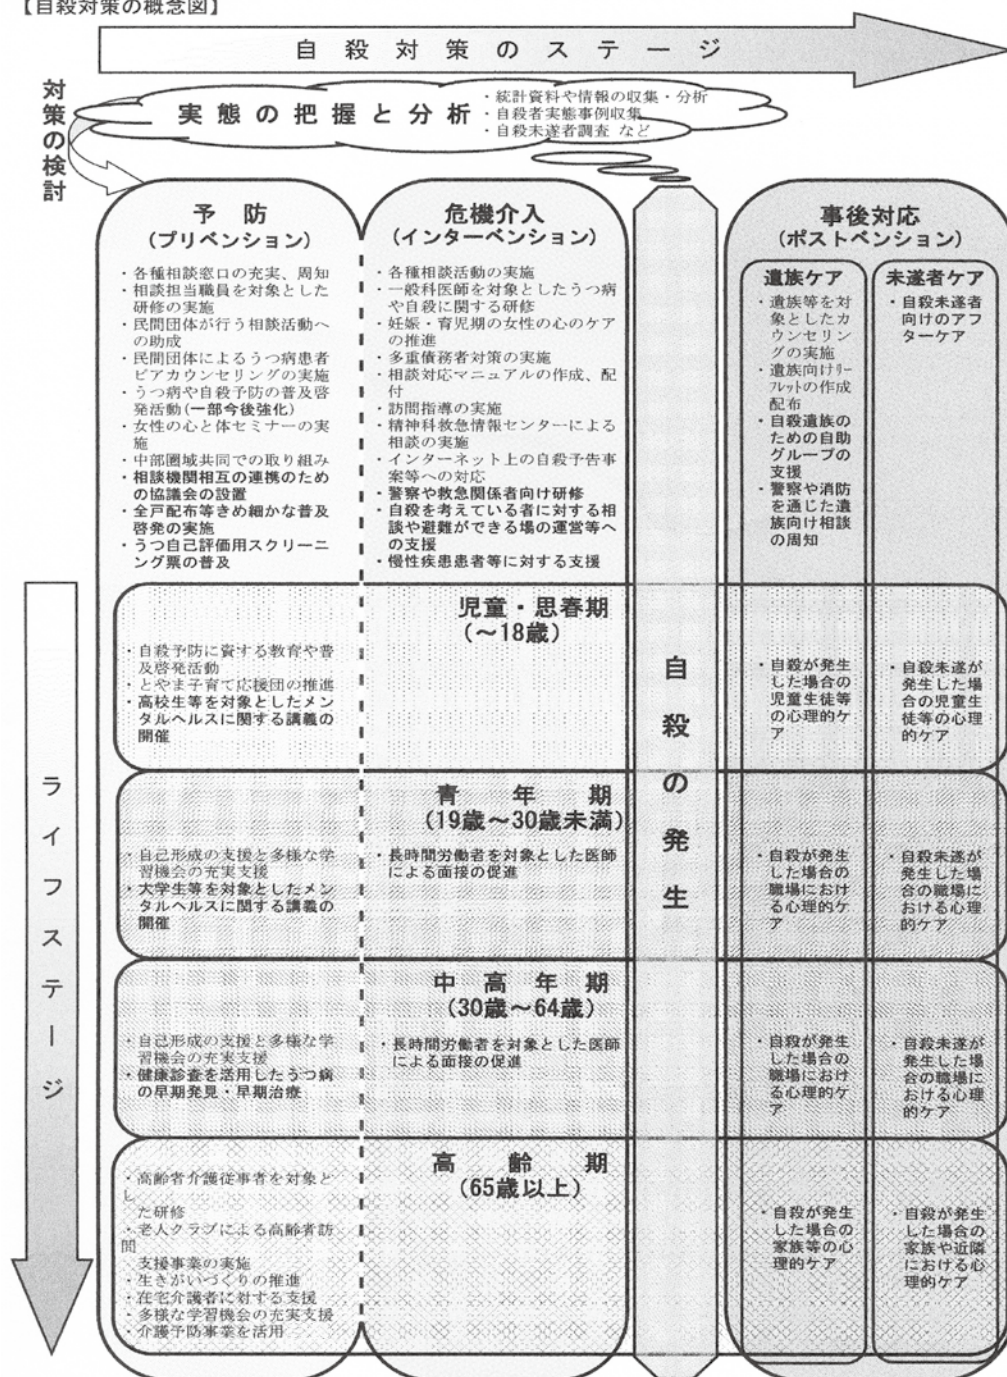 【自殺対策の概念図】
自殺対策のステージ
対策の検討
実態の把握と分析
・統計資料や情報の収集・分析
・自殺者実態事例収集
・自殺未遂者調査 など
予 防
(プリベンション)
・各種相談窓口の充実、周知
・相談担当職員を対象とした
研修の実施
・民間団体が行う相談活動へ
の助成
・民間団体によるうつ病患者
ピアカウンセリングの実施
・うつ病や自殺予防の普及啓
発活動(一部今後強化)
・女性の心と体セミナーの実
施
・中部圏域共同での取り組み
・相談機関相互の連携のため
の協議会の設置
・全戸配布等きめ細かな普及
啓発の実施
・うつ自己評価用スクリーニ
ング票の普及
危機介入
(インターベンション)
・各種相談活動の実施
・一般科医師を対象としたうつ病
や自殺に関する研修
・妊娠・育児期の女性の心のケア
の推進
・多重債務者対策の実施
・相談対応マニュアルの作成、配
付
・訪問指導の実施
・精神科救急情報センターによる
相談の実施
・インターネット上の自殺予告事
案等への対応
・警察や救急関係者向け研修
・自殺を考えている者に対する相
談や避難ができる場の運営等へ
の支援
・慢性疾患患者等に対する支援
自殺の発生
事後対応
(ポストベンション)
遺族ケア
・遺族等を対
象としたカ
ウンセリン
グの実施
・遺族向けリー
フレットの作成
配布
・自殺遺族の
ための自助
グループの
支援
・警察や消防
を通じた遺
族向け相談
の周知
未遂者ケア
・自殺未遂者
向けのアフ
ターケア
ライフステージ
児童・思春期
(～18歳)
・自殺予防に資する教育や普
及啓発活動
・とやま子育て応援団の推進
・高校生等を対象としたメン
タルヘルスに関する講義の
開催
・自殺が発生
した場合の
児童生徒等
の心理的ケ
ア
・自殺未遂が
発生した場
合の児童生
徒等の心理
的ケア
青 年 期
(19歳～30歳未満)
・自己形成の支援と多様な学
習機会の充実支援
・大学生等を対象としたメン
タルヘルスに関する講義の
開催
・長時間労働者を対象とした医師
による面接の促進
・自殺が発生
した場合の
職場におけ
る心理的ケ
ア
・自殺未遂が
発生した場
合の職場に
おける心理
的ケア
中 高 年 期
(30歳～64歳)
・自己形成の支援と多様な学
習機会の充実支援
・健康診査を活用したうつ病
の早期発見・早期治療
・長時間労働者を対象とした医師
による面接の促進
・自殺が発生
した場合の
職場におけ
る心理的ケ
ア
・自殺未遂が
発生した場
合の職場に
おける心理
的ケア
高 齢 期
(65歳以上)
・高齢者介護従事者を対象と
し
た研修
・老人クラブによる高齢者訪
問
支援事業の実施
・生きがいづくりの推進
・在宅介護者に対する支援
・多様な学習機会の充実支援
・介護予防事業を活用
・自殺が発生
した場合の
家族等の心
理的ケア
・自殺が発生
した場合の
家族や近隣
における心
理的ケア